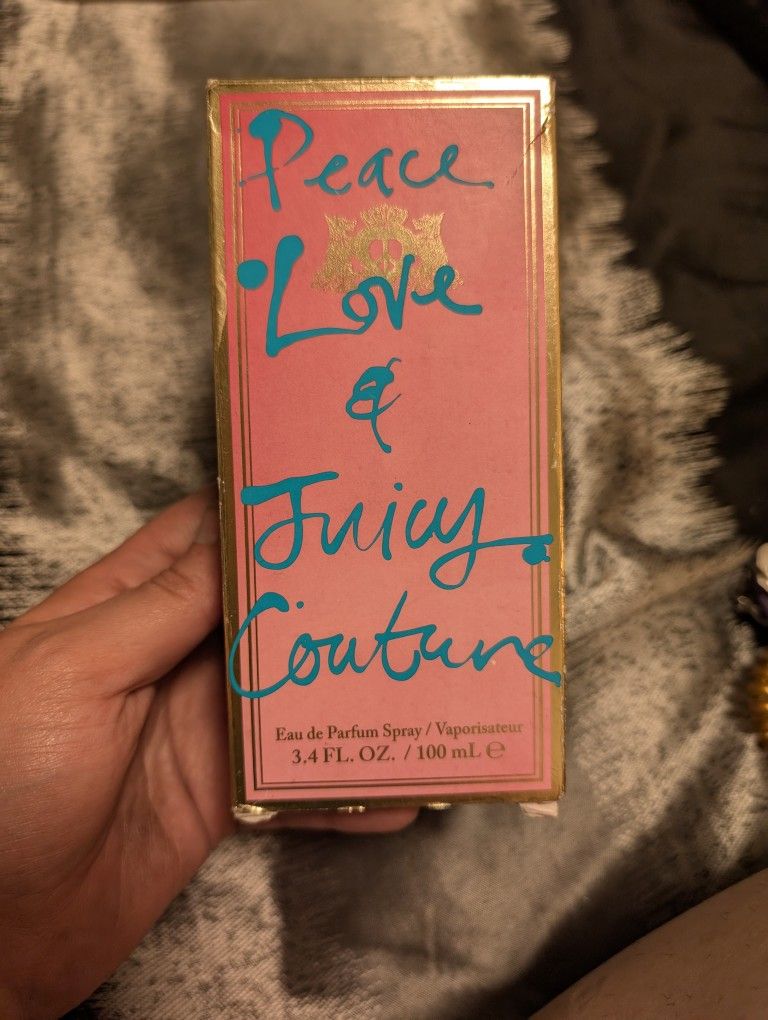 Peace
Love
&
Juicy
Couture
Eau de Parfum Spray / Vaporisateur
3.4 FL. OZ. / 100 mL ℮